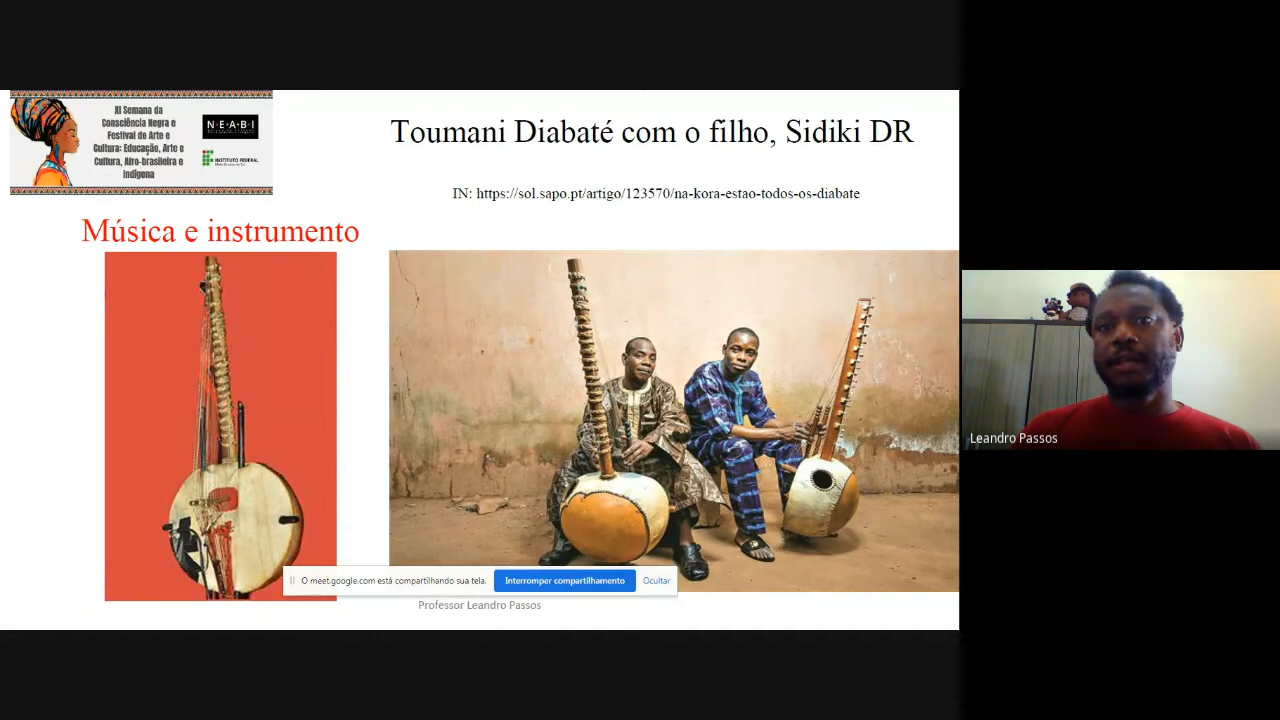 XI Semana da
Consciência Negra e
Festival de Arte e
Cultura: Educação, Arte e
Cultura, Afro-brasileira e
Indígena
N·E·A·B·I
INSTITUTO FEDERAL
Toumani Diabaté com o filho, Sidiki DR
IN: https://sol.sapo.pt/artigo/123570/na-kora-estao-todos-os-diabate
Música e instrumento
O meet.google.com está compartilhando sua tela.
Interromper compartilhamento
Ocultar
Professor Leandro Passos
Leandro Passos